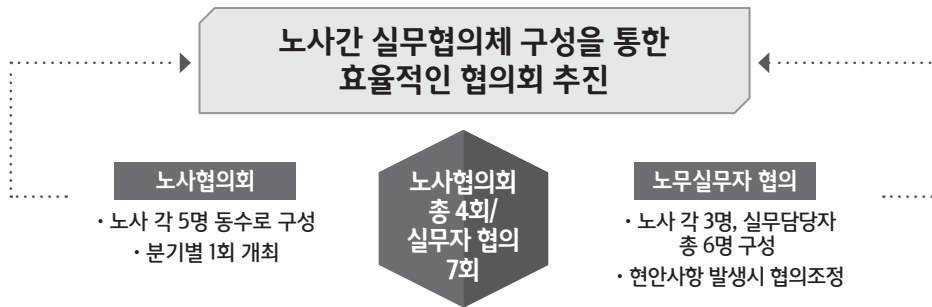 노사간 실무협의체 구성을 통한
효율적인 협의회 추진
노사협의회
· 노사 각 5명 동수로 구성
· 분기별 1회 개최
노사협의회
총 4회/
실무자 협의
7회
노무실무자 협의
· 노사 각 3명, 실무담당자
총 6명 구성
· 현안사항 발생시 협의조정